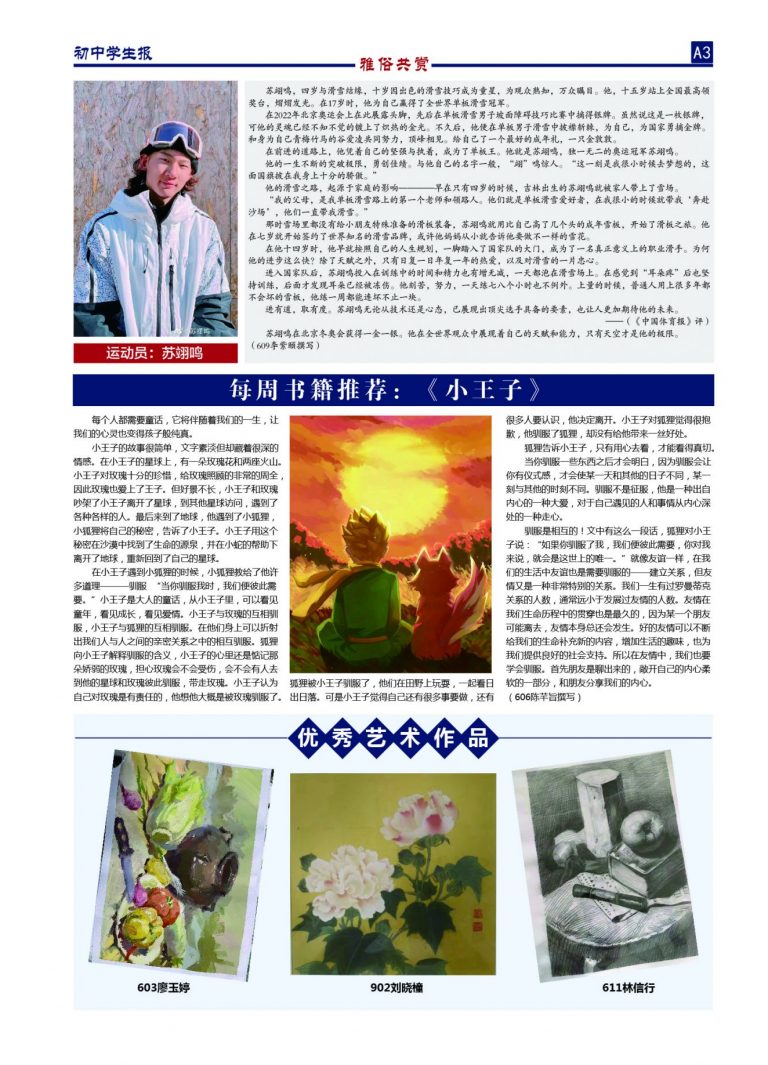 初中学生报
雅俗共赏
A3
苏翊鸣，四岁与滑雪结缘，十岁因出色的滑雪技巧成为童星，为观众熟知，万众瞩目。他，十五岁站上全国最高领
奖台，熠熠发光。在17岁时，他为自己赢得了全世界单板滑雪冠军。
在2022年北京奥运会上在此展露头脚，先后在单板滑雪男子坡面障碍技巧比赛中摘得银牌。虽然说这是一枚银牌，
可他的灵魂已经不知不觉的镀上了炽热的金光。不久后，他便在单板男子滑雪中披棘斩棘，为自己，为国家勇摘金牌。
和身为自己青梅竹马的谷爱凌共同努力，顶峰相见。给自己了一个最好的成年礼，一只金敦敦。
在前进的道路上，他凭着自己的坚强与执着，成为了单板王。他就是苏翊鸣，独一无二的奥运冠军苏翊鸣。
他的一生不断的突破极限，勇创佳绩。与他自己的名字一般，“翊”鸣惊人。“这一刻是我很小时候去梦想的，这
面国旗披在我身上十分的骄傲。”
他的滑雪之路，起源于家庭的影响————早在只有四岁的时候，吉林出生的苏翊鸣就被家人带上了雪场。
“我的父母，是我单板滑雪路上的第一个老师和领路人。他们就是单板滑雪爱好者，在我很小的时候就带我‘奔赴
沙场’，他们一直带我滑雪。”
那时雪场里都没有给小朋友特殊准备的滑板装备，苏翊鸣就用比自己高了几个头的成年雪板，开始了滑板之旅。他
在七岁就开始签约了世界知名的滑雪品牌，或许他妈妈从小就告诉他要做不一样的雪花。
在他十四岁时，他早就按照自己的人生规划，一脚踏入了国家队的大门，成为了一名真正意义上的职业滑手。为何
他的进步这么快？除了天赋之外，只有日复一日年复一年的热爱，以及对滑雪的一片忠心。
进入国家队后，苏翊鸣投入在训练中的时间和精力也有增无减，一天都泡在滑雪场上。在感觉到“耳朵疼”后也坚
持训练，后面才发现耳朵已经被冻伤。他刻苦，努力，一天练七八个小时也不例外。上量的时候，普通人用上很多年都
不会坏的雪板，他练一周都能连坏不止一块。
进有道，取有度。苏翊鸣无论从技术还是心态，已展现出顶尖选手具备的要素，也让人更加期待他的未来。
——（《中国体育报》评）
苏翊鸣在北京冬奥会获得一金一银。他在全世界观众中展现着自己的天赋和能力，只有天空才是他的极限。
（609李紫颐撰写）
运动员：苏翊鸣
每周书籍推荐：《小王子》
每个人都需要童话，它将伴随着我们的一生，让
我们的心灵也变得孩子般纯真。
小王子的故事很简单，文字素淡但却藏着很深的
情感。在小王子的星球上，有一朵玫瑰花和两座火山。
小王子对玫瑰十分的珍惜，给玫瑰照顾的非常的周全，
因此玫瑰也爱上了王子。但好景不长，小王子和玫瑰
吵架了小王子离开了星球，到其他星球访问，遇到了
各种各样的人。最后来到了地球，他遇到了小狐狸，
小狐狸将自己的秘密，告诉了小王子。小王子用这个
秘密在沙漠中找到了生命的源泉，并在小蛇的帮助下
离开了地球，重新回到了自己的星球。
在小王子遇到小狐狸的时候，小狐狸教给了他许
多道理———驯服 “当你驯服我时，我们便彼此需
要。”小王子是大人的童话，从小王子里，可以看见
童年，看见成长，看见爱情。小王子与玫瑰的互相驯
服，小王子与狐狸的互相驯服。在他们身上可以折射
出我们人与人之间的亲密关系之中的相互驯服。狐狸
向小王子解释驯服的含义，小王子的心里还是惦记那
朵娇弱的玫瑰，担心玫瑰会不会受伤，会不会有人去
到他的星球和玫瑰彼此驯服，带走玫瑰。小王子认为
自己对玫瑰是有责任的，他想他大概是被玫瑰驯服了。
狐狸被小王子驯服了，他们在田野上玩耍，一起看日
出日落。可是小王子觉得自己还有很多事要做，还有
很多人要认识，他决定离开。小王子对狐狸觉得很抱
歉，他驯服了狐狸，却没有给他带来一丝好处。
狐狸告诉小王子，只有用心去看，才能看得真切。
当你驯服一些东西之后才会明白，因为驯服会让
你有仪式感，才会使某一天和其他的日子不同，某一
刻与其他的时刻不同。驯服不是征服，他是一种出自
内心的一种大爱，对于自己遇见的人和事情从内心深
处的一种走心。
驯服是相互的！文中有这么一段话，狐狸对小王
子说：“如果你驯服了我，我们便彼此需要，你对我
来说，就会是这世上的唯一。”就像友谊一样，在我
们的生活中友谊也是需要驯服的——建立关系，但友
情又是一种非常特别的关系。我们一生有过罗曼蒂克
关系的人数，通常远小于发展过友情的人数。友情在
我们生命历程中的贯穿也是最久的，因为某一个朋友
可能离去，友情本身总还会发生。好的友情可以不断
给我们的生命补充新的内容，增加生活的趣味，也为
我们提供良好的社会支持。所以在友情中，我们也要
学会驯服。首先朋友是聊出来的，敞开自己的内心柔
软的一部分，和朋友分享我们的内心。
（606陈芊旨撰写）
优秀艺术作品
603廖玉婷
902刘晓橦
611林信行